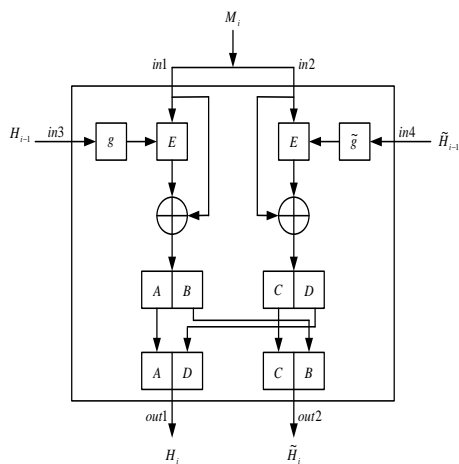 M_i
in1 in2
H_{i-1} in3 g E E g̃ in4 H̃_{i-1}
A B C D
A D C B
out1 out2
H_i H̃_i